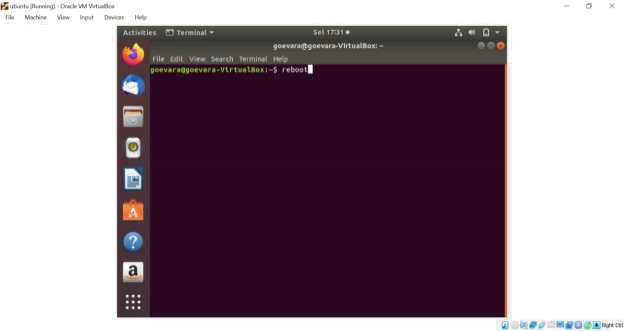 ubuntu [Running] - Oracle VM VirtualBox
File Machine View Input Devices Help
Activities Terminal Sel 17:31
goevara@goevara-VirtualBox: ~
File Edit View Search Terminal Help
goevara@goevara-VirtualBox:~$ reboot
a
Right Ctrl